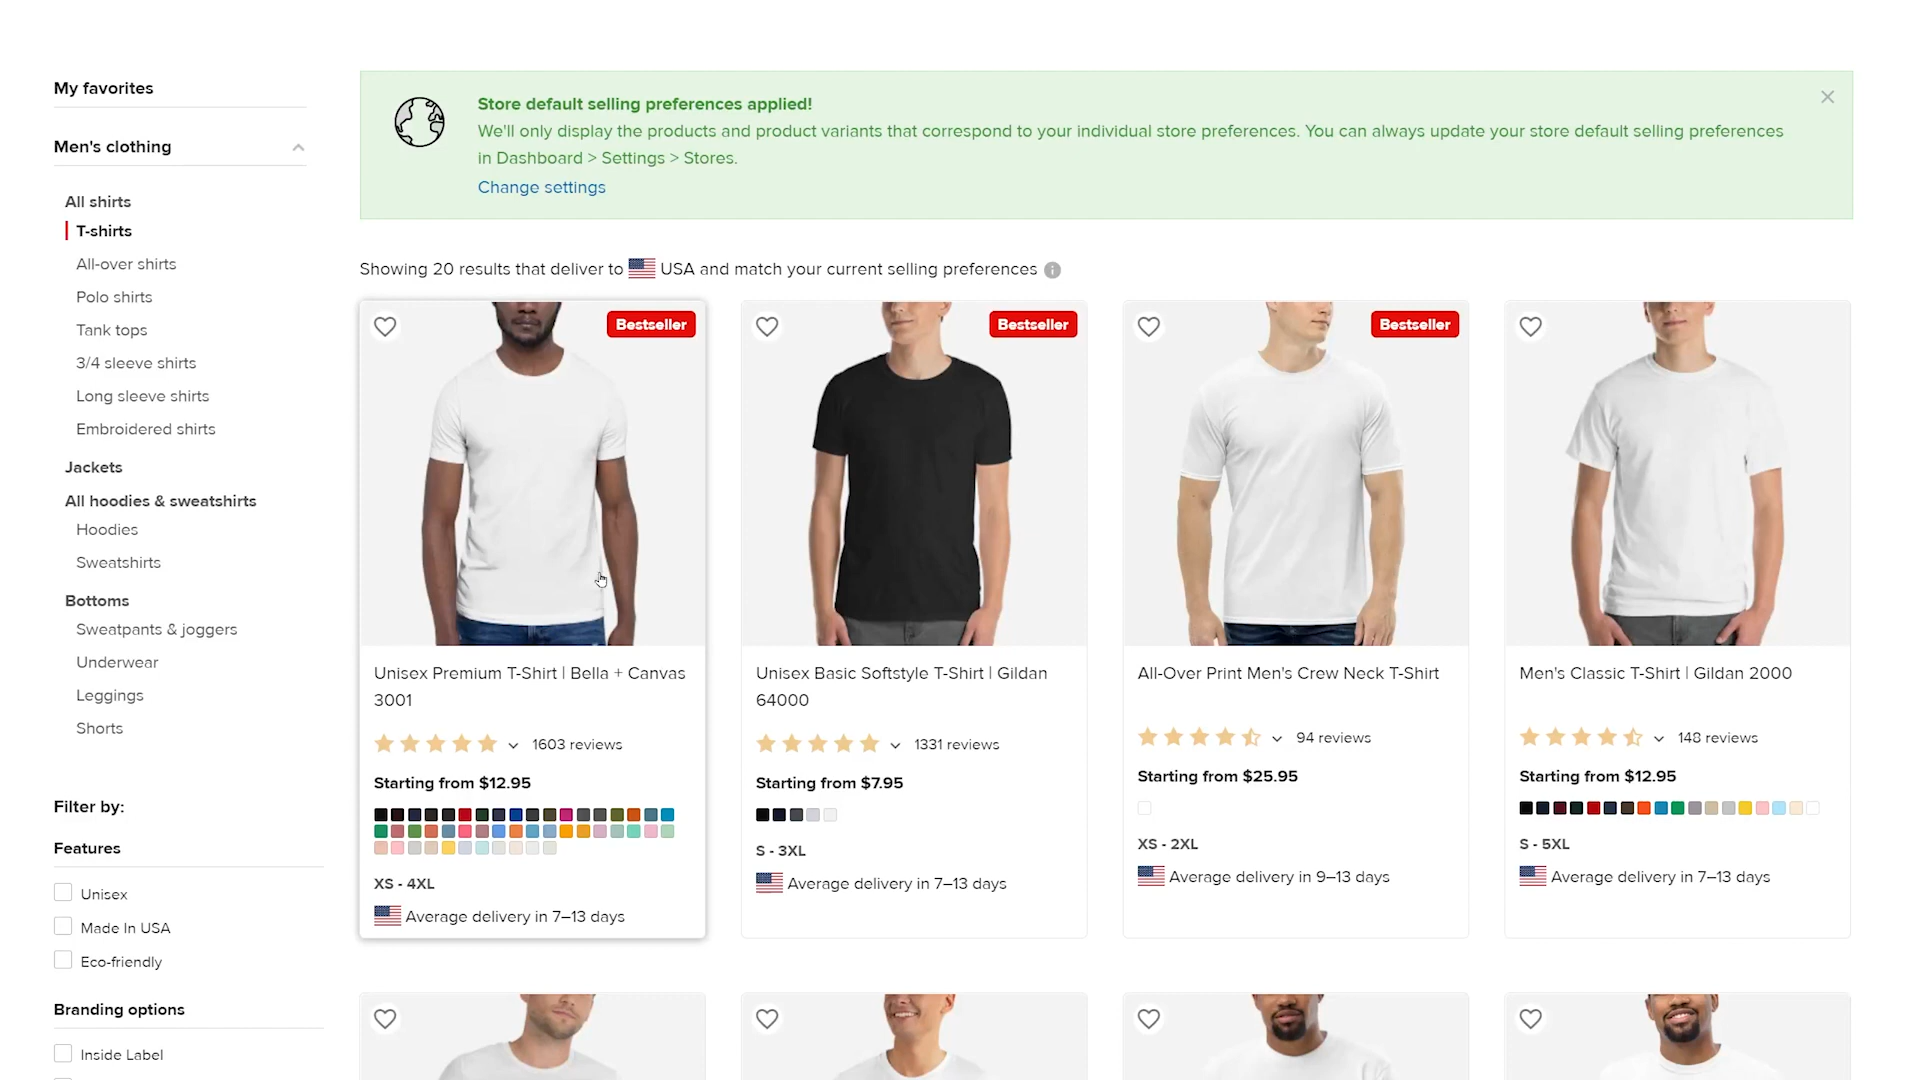 My favorites
Men's clothing
All shirts
T-shirts
All-over shirts
Polo shirts
Tank tops
3/4 sleeve shirts
Long sleeve shirts
Embroidered shirts
Jackets
All hoodies & sweatshirts
Hoodies
Sweatshirts
Bottoms
Sweatpants & joggers
Underwear
Leggings
Shorts
Filter by:
Features
Unisex
Made In USA
Eco-friendly
Branding options
Inside Label
Store default selling preferences applied!
We'll only display the products and product variants that correspond to your individual store preferences. You can always update your store default selling preferences
in Dashboard > Settings > Stores.
Change settings
Showing 20 results that deliver to USA and match your current selling preferences
Bestseller
Unisex Premium T-Shirt | Bella + Canvas
3001
1603 reviews
Starting from $12.95
XS - 4XL
Average delivery in 7–13 days
Bestseller
Unisex Basic Softstyle T-Shirt | Gildan
64000
1331 reviews
Starting from $7.95
S - 3XL
Average delivery in 7–13 days
Bestseller
All-Over Print Men's Crew Neck T-Shirt
94 reviews
Starting from $25.95
XS - 2XL
Average delivery in 9–13 days
Men's Classic T-Shirt | Gildan 2000
148 reviews
Starting from $12.95
S - 5XL
Average delivery in 7–13 days